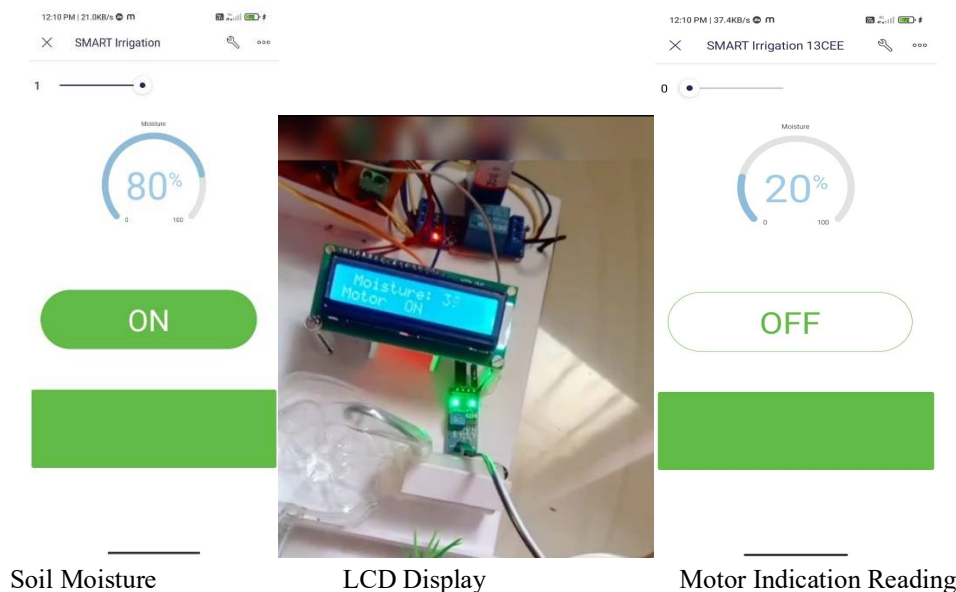 12:10 PM | 21.0KB/s m
SMART Irrigation
1
Moisture
80%
0 100
ON
Moisture: 3
Motor ON
12:10 PM | 37.4KB/s m
SMART Irrigation 13CEE
0
Moisture
20%
0 100
OFF
Soil Moisture LCD Display Motor Indication Reading